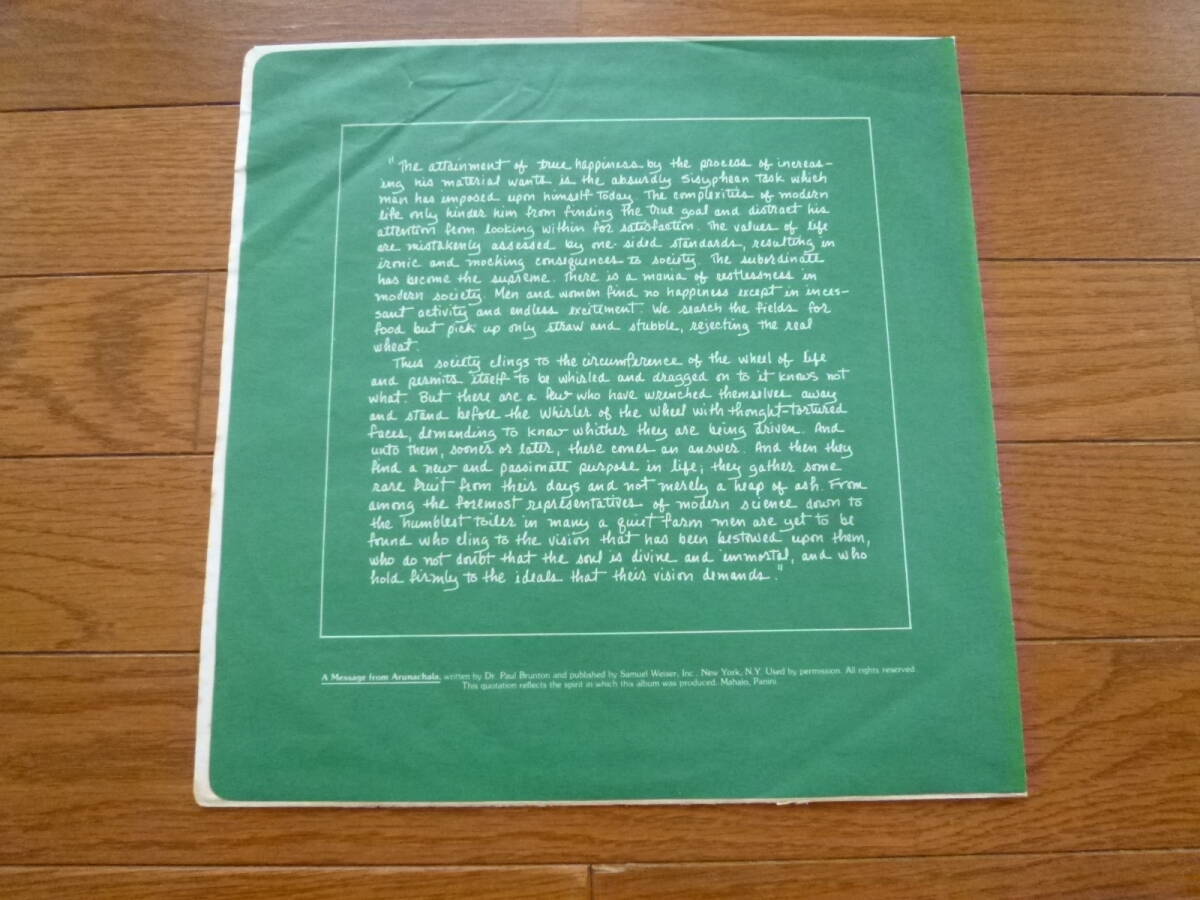 "The attainment of true happiness by the process of increas-
ing his material wants is the absurdly Sisyphean task which
man has imposed upon himself today. The complexities of modern
life only hinder him from finding the true goal and distract his
attention from looking within for satisfaction. The values of life
are mistakenly assessed by one-sided standards, resulting in
ironic and mocking consequences to society. The subordinate
has become the supreme. There is a mania of restlessness in
modern society. Men and women find no happiness except in inces-
sant activity and endless excitement. We search the fields for
food but pick up only straw and stubble, rejecting the real
wheat.
Thus society clings to the circumference of the wheel of life
and permits itself to be whirled and dragged on to it knows not
what. But there are a few who have wrenched themselves away
and stand before the Whirler of the Wheel with thought-tortured
faces, demanding to know whither they are being driven. And
unto them, sooner or later, there comes an answer. And then they
find a new and passionate purpose in life; they gather some
rare fruit from their days and not merely a heap of ash. From
among the foremost representatives of modern science down to
the humblest toiler in many a quiet farm men are yet to be
found who cling to the vision that has been bestowed upon them,
who do not doubt that the soul is divine and immortal, and who
hold firmly to the ideals that their vision demands."
A Message from Arunachala, written by Dr. Paul Brunton and published by Samuel Weiser, Inc., New York, N.Y. Used by permission. All rights reserved.
This quotation reflects the spirit in which this album was produced. Mahalo, Panini.